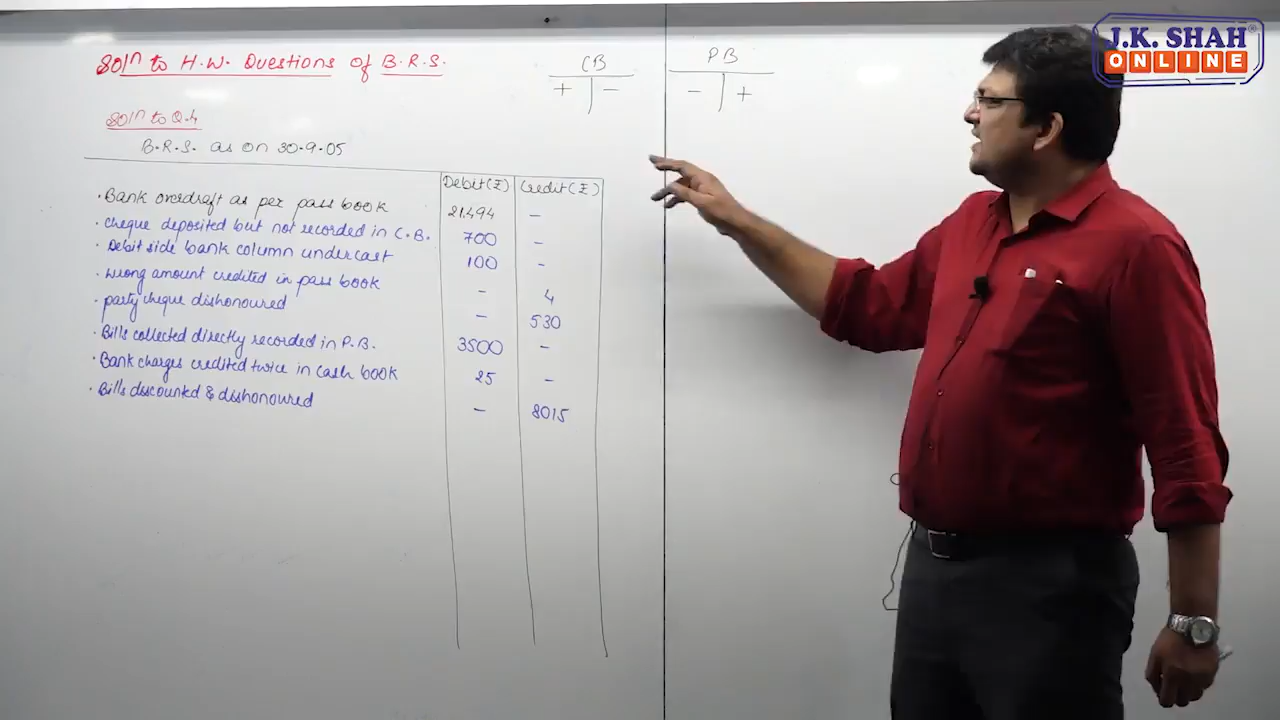 Sol^n to H.W. Questions of B.R.S.
CB
PB
+ -
- +
Sol^n to Q.4
B.R.S. as on 30.9.05
Debit(₹) Credit(₹)
· Bank overdraft as per pass book 21,494 -
· Cheque deposited but not recorded in C.B. 700 -
· Debit side bank column undercast 100 -
· Wrong amount credited in pass book - 4
· party cheque dishonoured - 530
· Bills collected directly recorded in P.B. 3500 -
· Bank charges credited twice in cash book 25 -
· Bills discounted & dishonoured - 8015
J.K. SHAH®
ONLINE